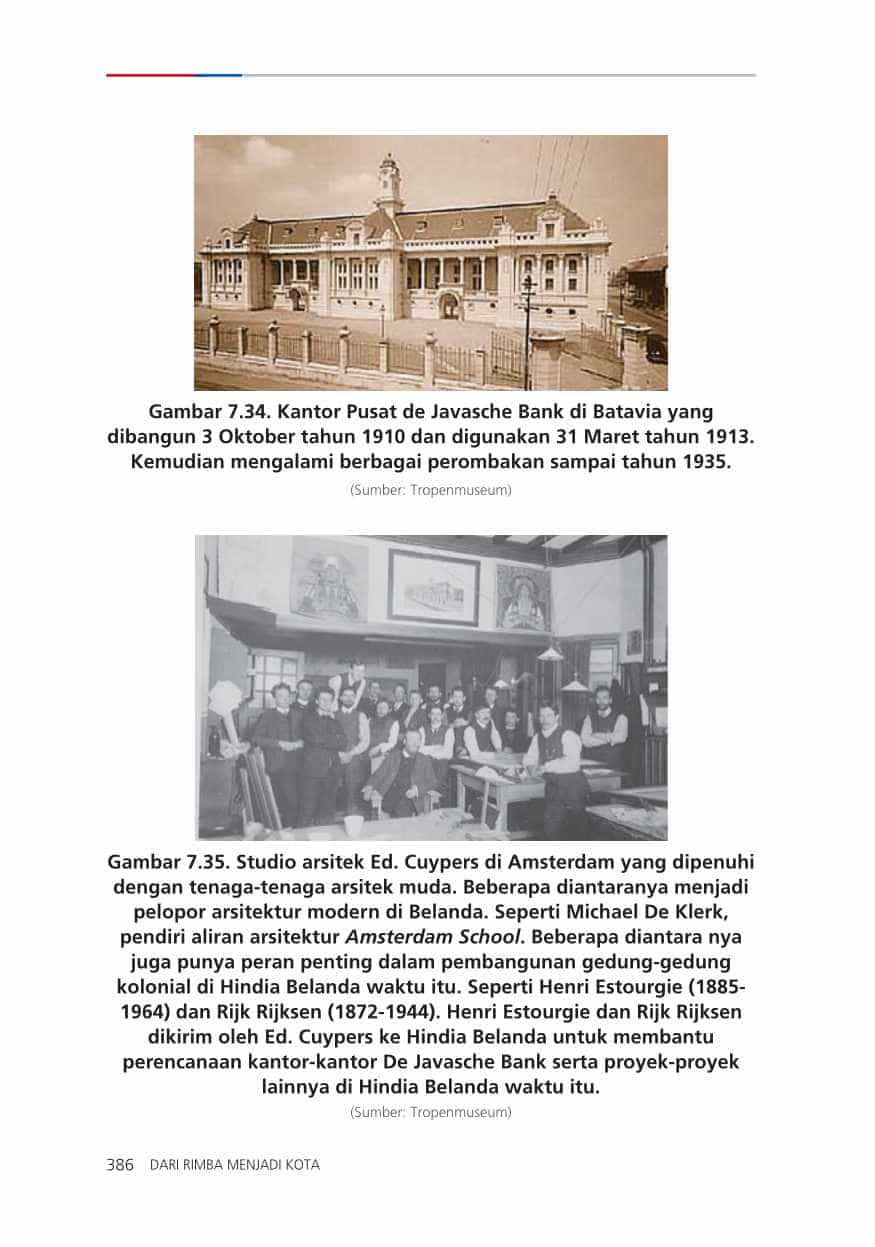 Gambar 7.34. Kantor Pusat de Javasche Bank di Batavia yang
dibangun 3 Oktober tahun 1910 dan digunakan 31 Maret tahun 1913.
Kemudian mengalami berbagai perombakan sampai tahun 1935.
(Sumber: Tropenmuseum)
Gambar 7.35. Studio arsitek Ed. Cuypers di Amsterdam yang dipenuhi
dengan tenaga-tenaga arsitek muda. Beberapa diantaranya menjadi
pelopor arsitektur modern di Belanda. Seperti Michael De Klerk,
pendiri aliran arsitektur Amsterdam School. Beberapa diantara nya
juga punya peran penting dalam pembangunan gedung-gedung
kolonial di Hindia Belanda waktu itu. Seperti Henri Estourgie (1885-
1964) dan Rijk Rijksen (1872-1944). Henri Estourgie dan Rijk Rijksen
dikirim oleh Ed. Cuypers ke Hindia Belanda untuk membantu
perencanaan kantor-kantor De Javasche Bank serta proyek-proyek
lainnya di Hindia Belanda waktu itu.
(Sumber: Tropenmuseum)
386 DARI RIMBA MENJADI KOTA